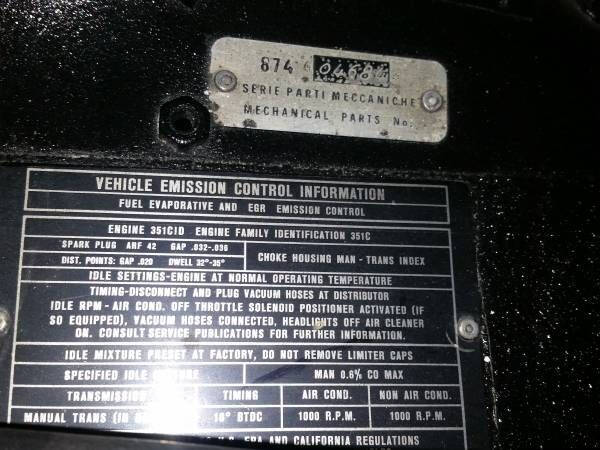 874 04684
SERIE PARTI MECCANICHE
MECHANICAL PARTS No.
VEHICLE EMISSION CONTROL INFORMATION
FUEL EVAPORATIVE AND EGR EMISSION CONTROL
ENGINE 351CID ENGINE FAMILY IDENTIFICATION 351C
SPARK PLUG ARF 42 GAP .032-.036
DIST. POINTS: GAP .020 DWELL 32°-35°
CHOKE HOUSING MAN - TRANS INDEX
IDLE SETTINGS-ENGINE AT NORMAL OPERATING TEMPERATURE
TIMING-DISCONNECT AND PLUG VACUUM HOSES AT DISTRIBUTOR
IDLE RPM - AIR COND. OFF THROTTLE SOLENOID POSITIONER ACTIVATED (IF
SO EQUIPPED), VACUUM HOSES CONNECTED, HEADLIGHTS OFF AIR CLEANER
ON. CONSULT SERVICE PUBLICATIONS FOR FURTHER INFORMATION.
IDLE MIXTURE PRESET AT FACTORY, DO NOT REMOVE LIMITER CAPS
SPECIFIED IDLE MAN 0.6% CO MAX
TRANSMISSION TIMING AIR COND. NON AIR COND.
MANUAL TRANS (IN BTDC 1000 R.P.M. 1000 R.P.M.
EPA AND CALIFORNIA REGULATIONS